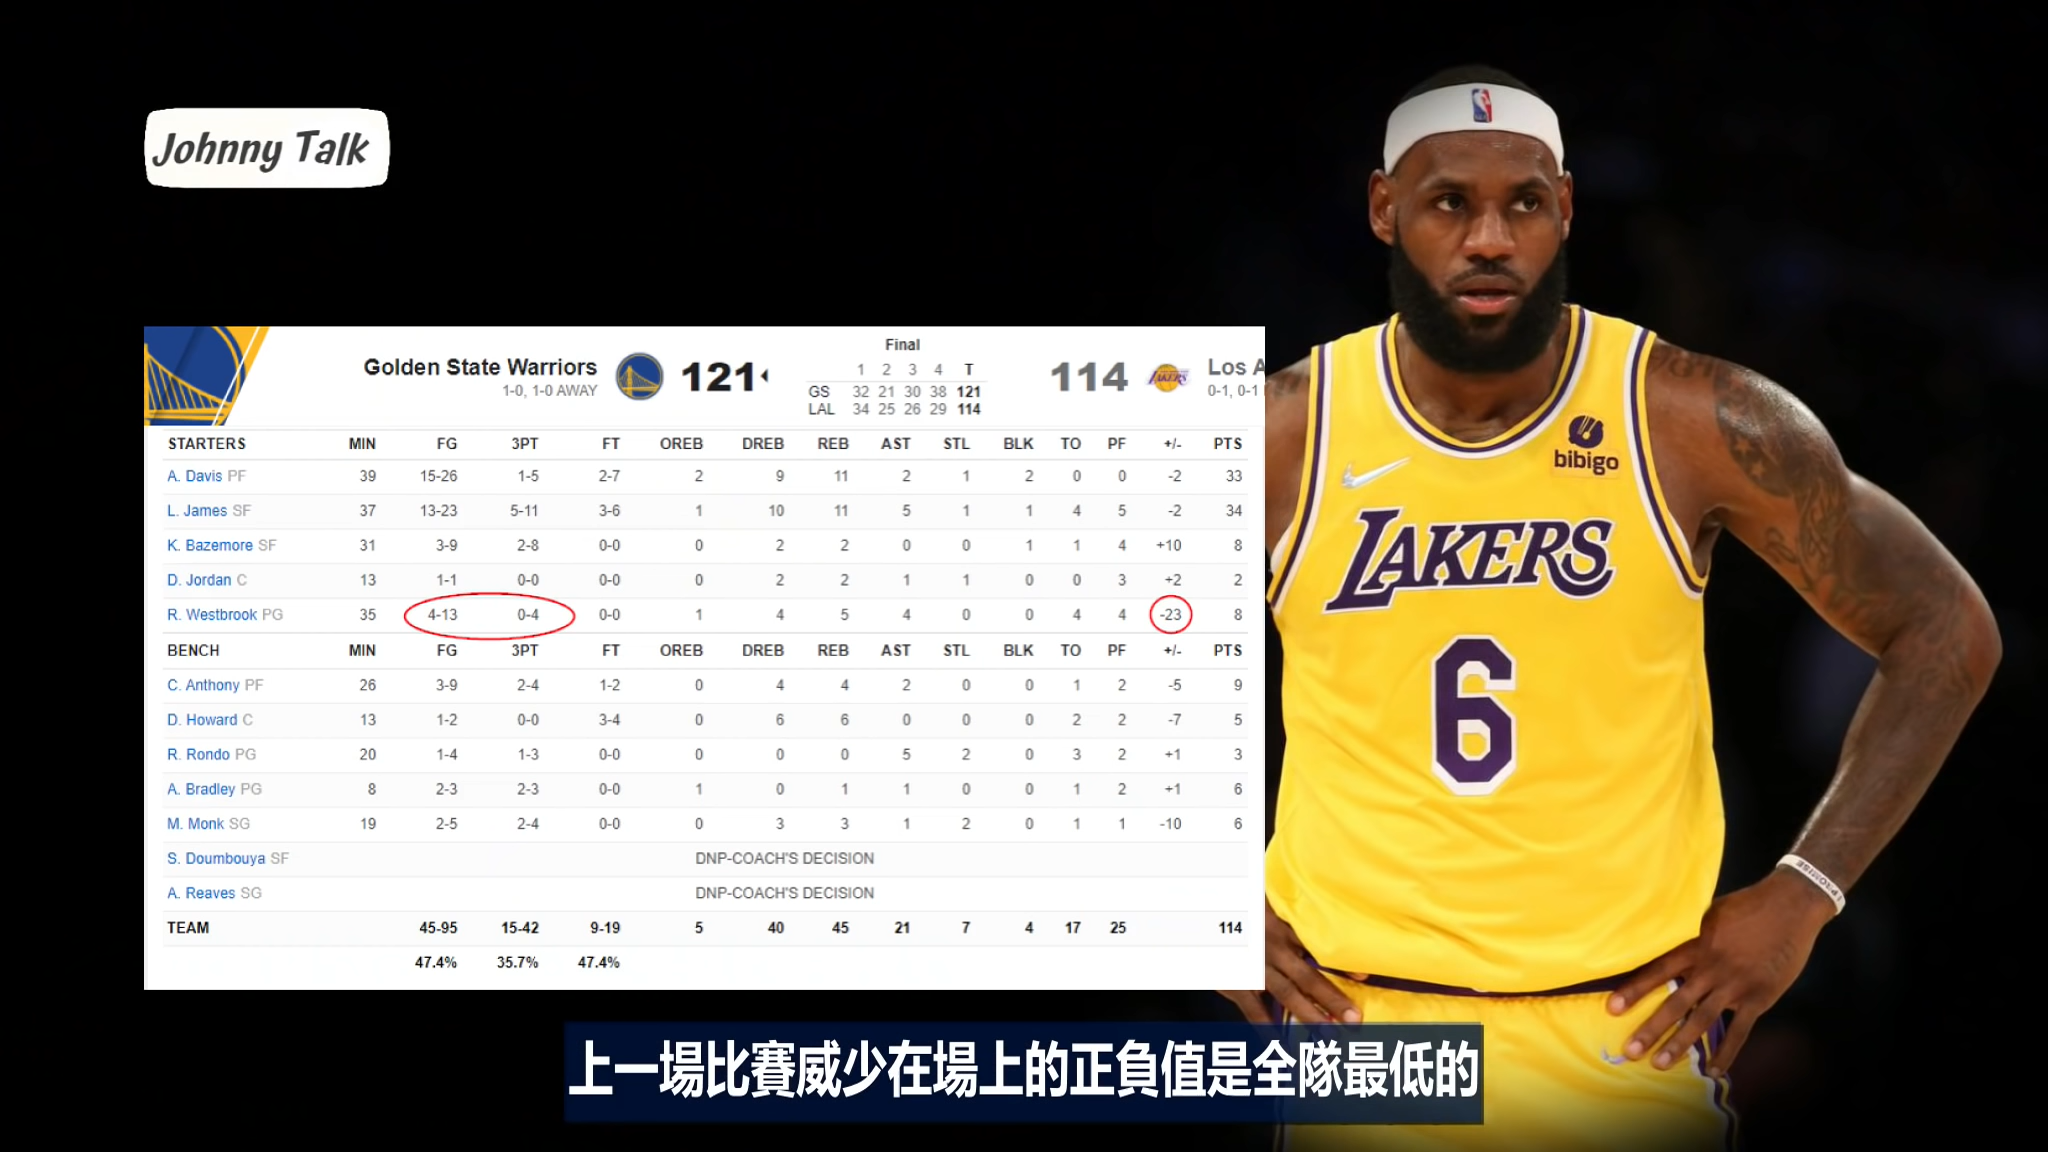 Johnny Talk
Final
Golden State Warriors 121 114 Los A
1-0, 1-0 AWAY 0-1, 0-1
1 2 3 4 T
GS 32 21 30 38 121
LAL 34 25 26 29 114
LAKERS
STARTERS MIN FG 3PT FT OREB DREB REB AST STL BLK TO PF +/- PTS
A. Davis PF 39 15-26 1-5 2-7 2 9 11 2 1 2 0 0 -2 33
L. James SF 37 13-23 5-11 3-6 1 10 11 5 1 1 4 5 -2 34
K. Bazemore SF 31 3-9 2-8 0-0 0 2 2 0 0 1 1 4 +10 8
D. Jordan C 13 1-1 0-0 0-0 0 2 2 1 1 0 0 3 +2 2
R. Westbrook PG 35 4-13 0-4 0-0 1 4 5 4 0 0 4 4 -23 8
BENCH MIN FG 3PT FT OREB DREB REB AST STL BLK TO PF +/- PTS
C. Anthony PF 26 3-9 2-4 1-2 0 4 4 2 0 0 1 2 -5 9
D. Howard C 13 1-2 0-0 3-4 0 6 6 0 0 0 2 2 -7 5
R. Rondo PG 20 1-4 1-3 0-0 0 0 0 5 2 0 3 2 +1 3
A. Bradley PG 8 2-3 2-3 0-0 1 0 1 1 0 0 1 2 +1 6
M. Monk SG 19 2-5 2-4 0-0 0 3 3 1 2 0 1 1 -10 6
S. Doumbouya SF DNP-COACH'S DECISION
A. Reaves SG DNP-COACH'S DECISION
TEAM 45-95 15-42 9-19 5 40 45 21 7 4 17 25 114
47.4% 35.7% 47.4%
bibigo
LAKERS
6
PROMISE
上一場比賽威少在場上的正負值是全隊最低的